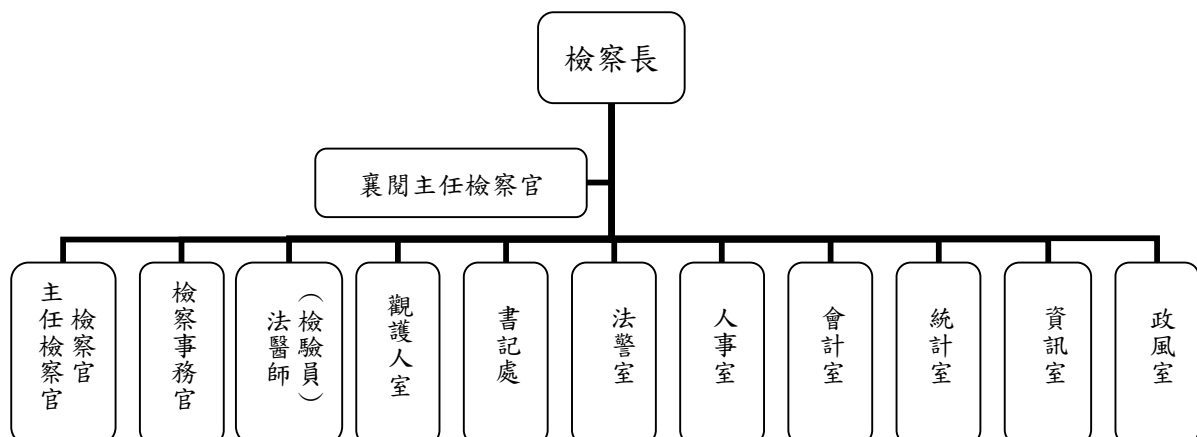 檢察長
襄閱主任檢察官
檢察官
主任檢察官
檢察事務官
（檢驗員）
法醫師
觀護人室
書記處
法警室
人事室
會計室
統計室
資訊室
政風室